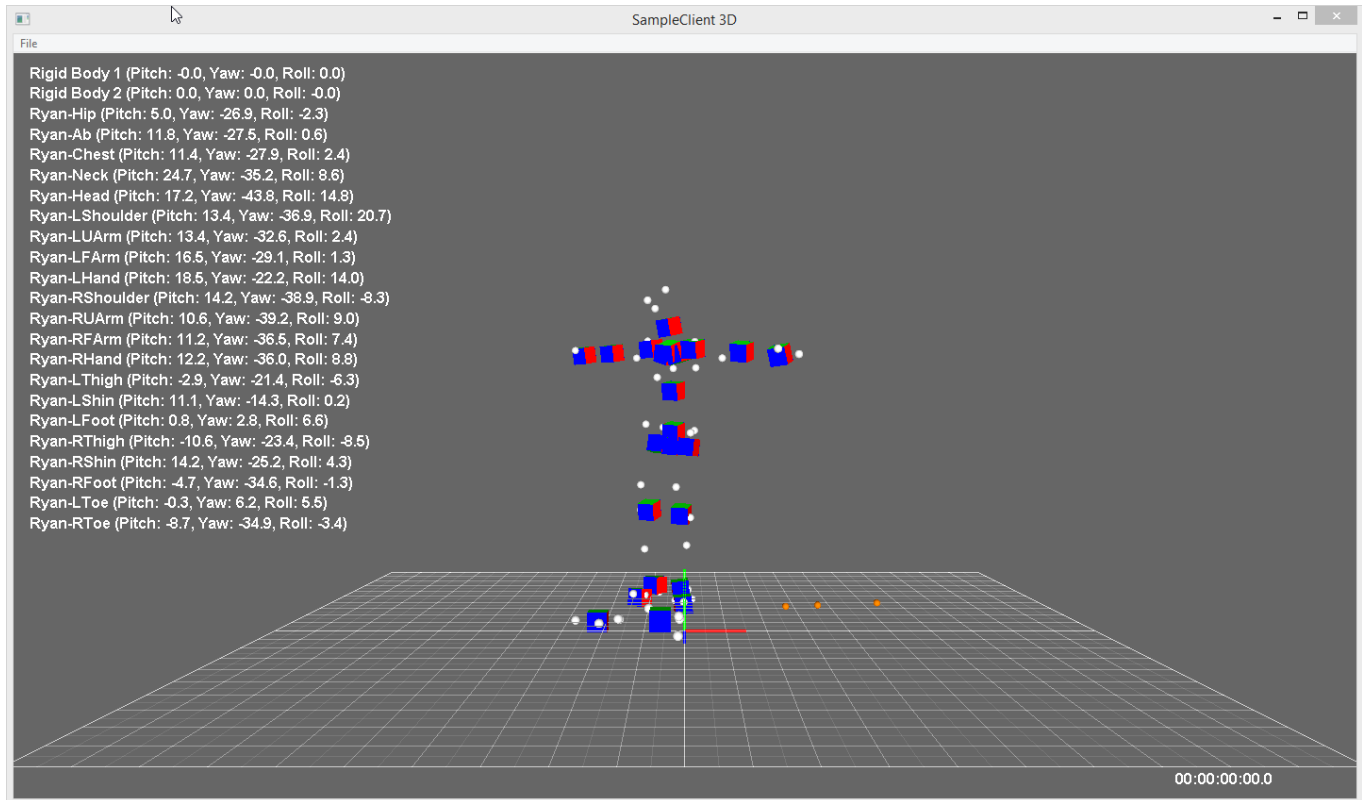 SampleClient 3D
File
Rigid Body 1 (Pitch: -0.0, Yaw: -0.0, Roll: 0.0)
Rigid Body 2 (Pitch: 0.0, Yaw: 0.0, Roll: -0.0)
Ryan-Hip (Pitch: 5.0, Yaw: -26.9, Roll: -2.3)
Ryan-Ab (Pitch: 11.8, Yaw: -27.5, Roll: 0.6)
Ryan-Chest (Pitch: 11.4, Yaw: -27.9, Roll: 2.4)
Ryan-Neck (Pitch: 24.7, Yaw: -35.2, Roll: 8.6)
Ryan-Head (Pitch: 17.2, Yaw: -43.8, Roll: 14.8)
Ryan-LShoulder (Pitch: 13.4, Yaw: -36.9, Roll: 20.7)
Ryan-LUArm (Pitch: 13.4, Yaw: -32.6, Roll: 2.4)
Ryan-LFArm (Pitch: 16.5, Yaw: -29.1, Roll: 1.3)
Ryan-LHand (Pitch: 18.5, Yaw: -22.2, Roll: 14.0)
Ryan-RShoulder (Pitch: 14.2, Yaw: -38.9, Roll: -8.3)
Ryan-RUArm (Pitch: 10.6, Yaw: -39.2, Roll: 9.0)
Ryan-RFArm (Pitch: 11.2, Yaw: -36.5, Roll: 7.4)
Ryan-RHand (Pitch: 12.2, Yaw: -36.0, Roll: 8.8)
Ryan-LThigh (Pitch: -2.9, Yaw: -21.4, Roll: -6.3)
Ryan-LShin (Pitch: 11.1, Yaw: -14.3, Roll: 0.2)
Ryan-LFoot (Pitch: 0.8, Yaw: 2.8, Roll: 6.6)
Ryan-RThigh (Pitch: -10.6, Yaw: -23.4, Roll: -8.5)
Ryan-RShin (Pitch: 14.2, Yaw: -25.2, Roll: 4.3)
Ryan-RFoot (Pitch: -4.7, Yaw: -34.6, Roll: -1.3)
Ryan-LToe (Pitch: -0.3, Yaw: 6.2, Roll: 5.5)
Ryan-RToe (Pitch: -8.7, Yaw: -34.9, Roll: -3.4)
00:00:00:00.0